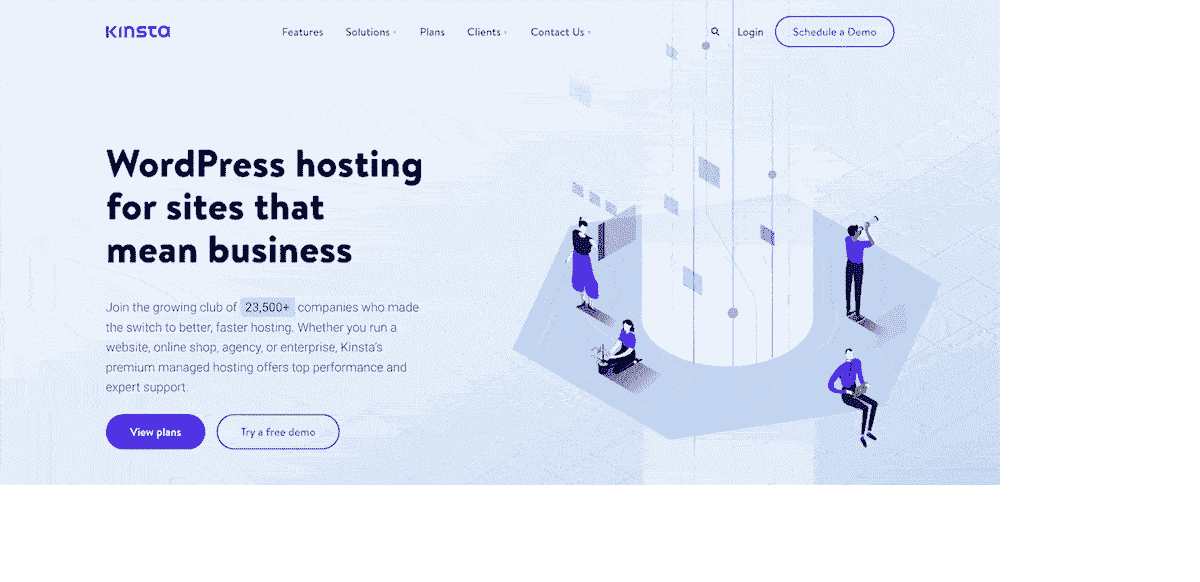 KINSTA
Features Solutions Plans Clients Contact Us Login Schedule a Demo
WordPress hosting
for sites that
mean business
Join the growing club of 23,500+ companies who made
the switch to better, faster hosting. Whether you run a
website, online shop, agency, or enterprise, Kinsta's
premium managed hosting offers top performance and
expert support.
View plans Try a free demo